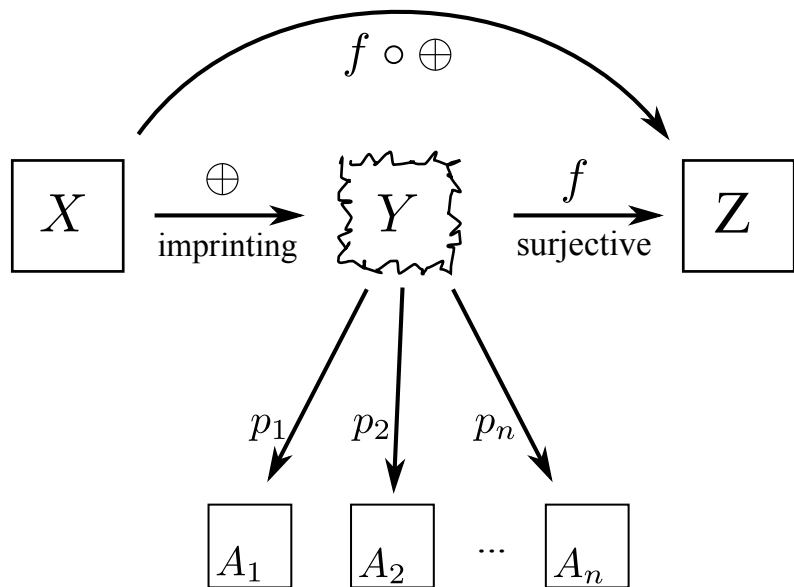 f ∘ ⊕
⊕
f
X
Y
Z
imprinting
surjective
p₁
p₂
pₙ
A₁
A₂
...
Aₙ